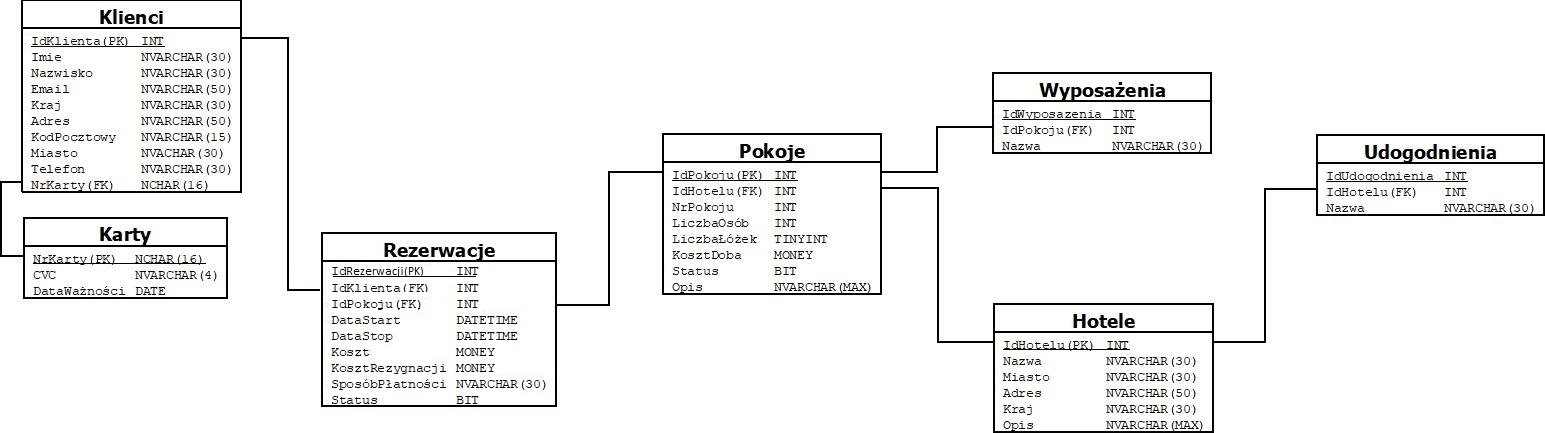 Klienci
IdKlienta(PK) INT
Imie NVARCHAR(30)
Nazwisko NVARCHAR(30)
Email NVARCHAR(50)
Kraj NVARCHAR(30)
Adres NVARCHAR(50)
KodPocztowy NVARCHAR(15)
Miasto NVACHAR(30)
Telefon NVARCHAR(30)
NrKarty(FK) NCHAR(16)
Karty
NrKarty(PK) NCHAR(16)
CVC NVARCHAR(4)
DataWażności DATE
Rezerwacje
IdRezerwacji(PK) INT
IdKlienta(FK) INT
IdPokoju(FK) INT
DataStart DATETIME
DataStop DATETIME
Koszt MONEY
KosztRezygnacji MONEY
SposóbPłatności NVARCHAR(30)
Status BIT
Pokoje
IdPokoju(PK) INT
IdHotelu(FK) INT
NrPokoju INT
LiczbaOsób INT
LiczbaŁóżek TINYINT
KosztDoba MONEY
Status BIT
Opis NVARCHAR(MAX)
Wyposażenia
IdWyposazenia INT
IdPokoju(FK) INT
Nazwa NVARCHAR(30)
Hotele
IdHotelu(PK) INT
Nazwa NVARCHAR(30)
Miasto NVARCHAR(30)
Adres NVARCHAR(50)
Kraj NVARCHAR(30)
Opis NVARCHAR(MAX)
Udogodnienia
IdUdogodnienia INT
IdHotelu(FK) INT
Nazwa NVARCHAR(30)